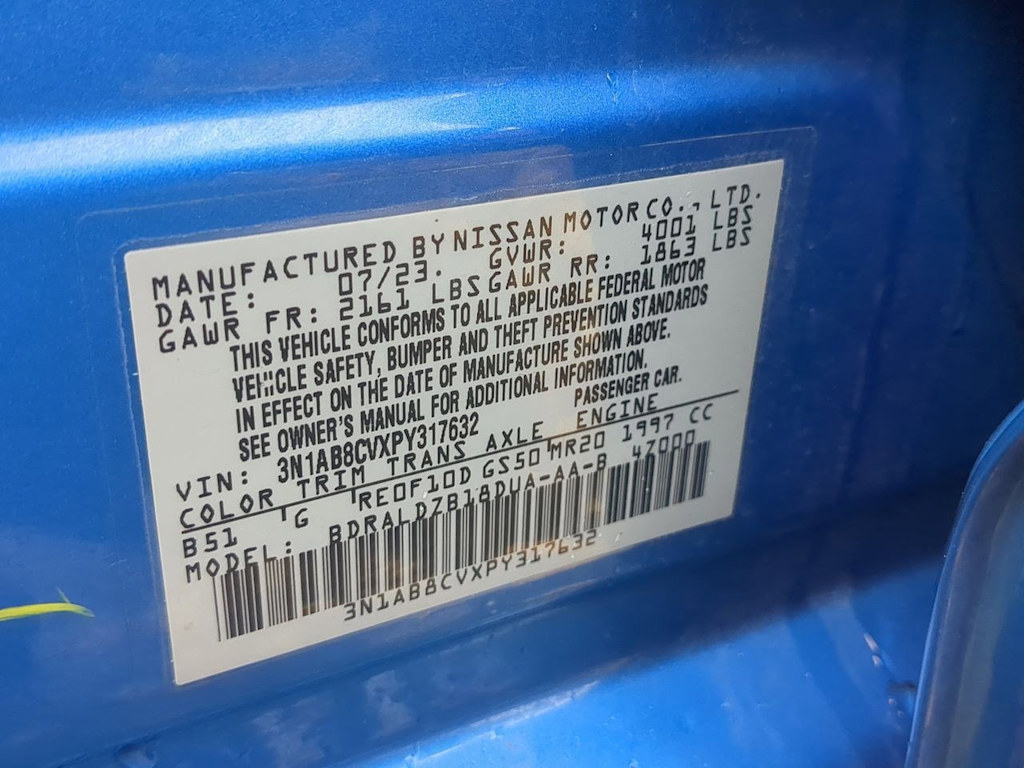 MANUFACTURED BY NISSAN MOTOR CO., LTD.
DATE: 07/23. GVWR: 4001 LBS
GAWR FR: 2161 LBS GAWR RR: 1863 LBS
THIS VEHICLE CONFORMS TO ALL APPLICABLE FEDERAL MOTOR
VEHICLE SAFETY, BUMPER AND THEFT PREVENTION STANDARDS
IN EFFECT ON THE DATE OF MANUFACTURE SHOWN ABOVE.
SEE OWNER'S MANUAL FOR ADDITIONAL INFORMATION.
VIN: 3N1AB8CVXPY317632 PASSENGER CAR.
COLOR TRIM TRANS AXLE ENGINE
B51 G RE0F10D GS50 MR20 1997 CC
MODEL: BDRALDZB18DUA-AA-B 47000
3N1AB8CVXPY317632